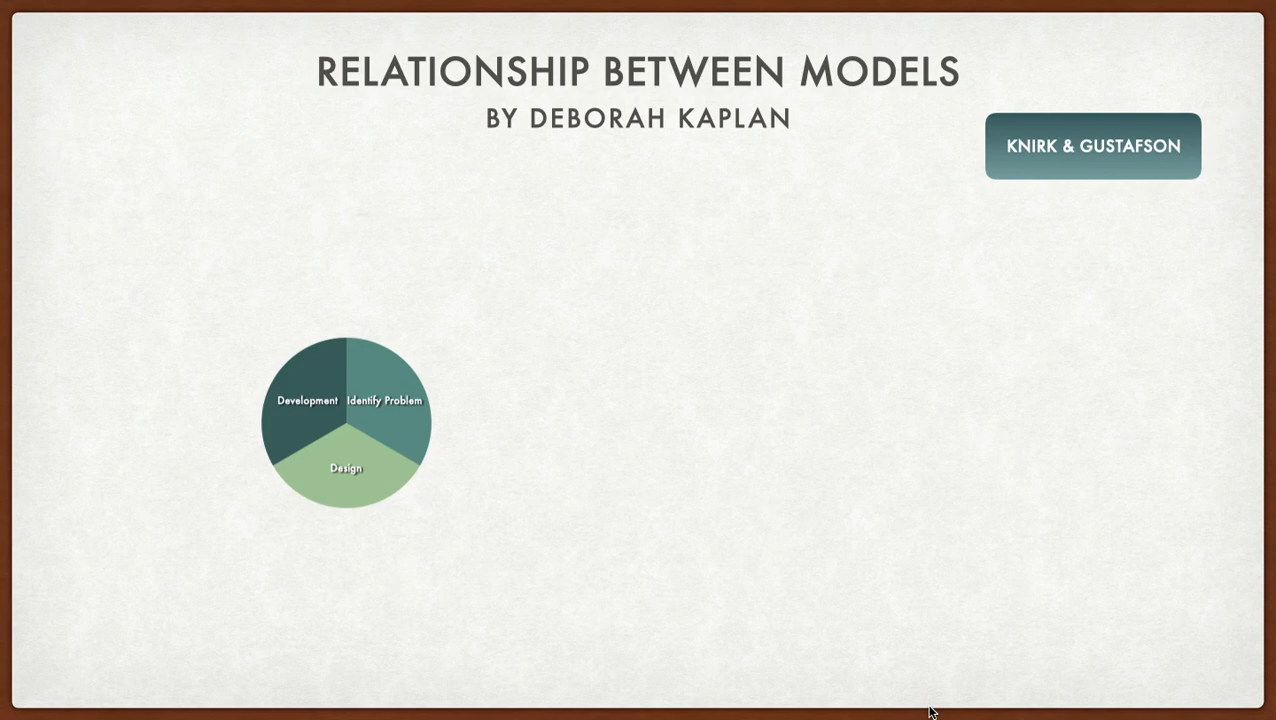 RELATIONSHIP BETWEEN MODELS
BY DEBORAH KAPLAN
KNIRK & GUSTAFSON
Development
Identify Problem
Design